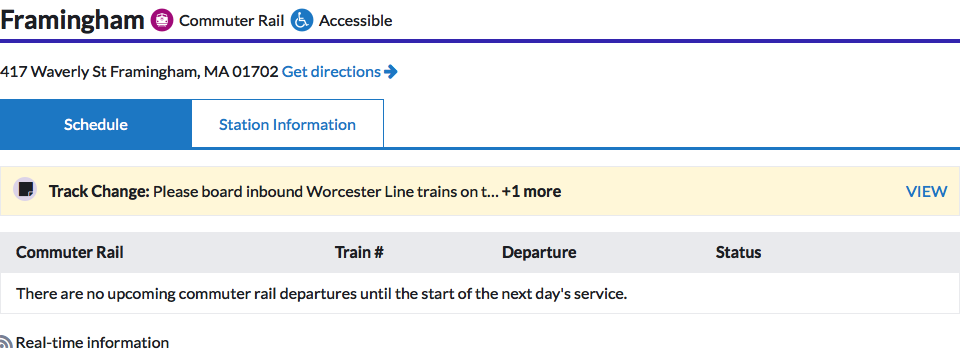 Framingham Commuter Rail Accessible
417 Waverly St Framingham, MA 01702 Get directions
Schedule Station Information
Track Change: Please board inbound Worcester Line trains on t... +1 more VIEW
Commuter Rail Train # Departure Status
There are no upcoming commuter rail departures until the start of the next day's service.
Real-time information